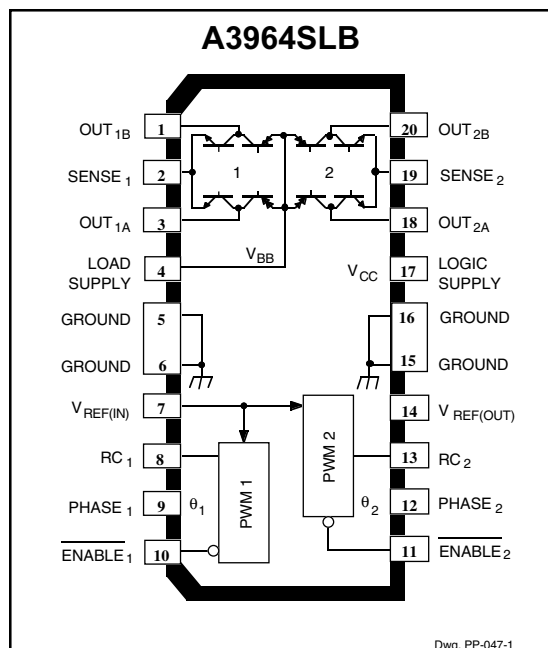 A3964SLB
OUT1B 1 20 OUT2B
SENSE1 2 1 2 19 SENSE2
OUT1A 3 18 OUT2A
LOAD SUPPLY 4 VBB VCC 17 LOGIC SUPPLY
GROUND 5 16 GROUND
GROUND 6 15 GROUND
VREF(IN) 7 14 VREF(OUT)
RC1 8 PWM 1 PWM 2 13 RC2
PHASE1 9 θ1 θ2 12 PHASE2
ENABLE1 10 11 ENABLE2
Dwg. PP-047-1